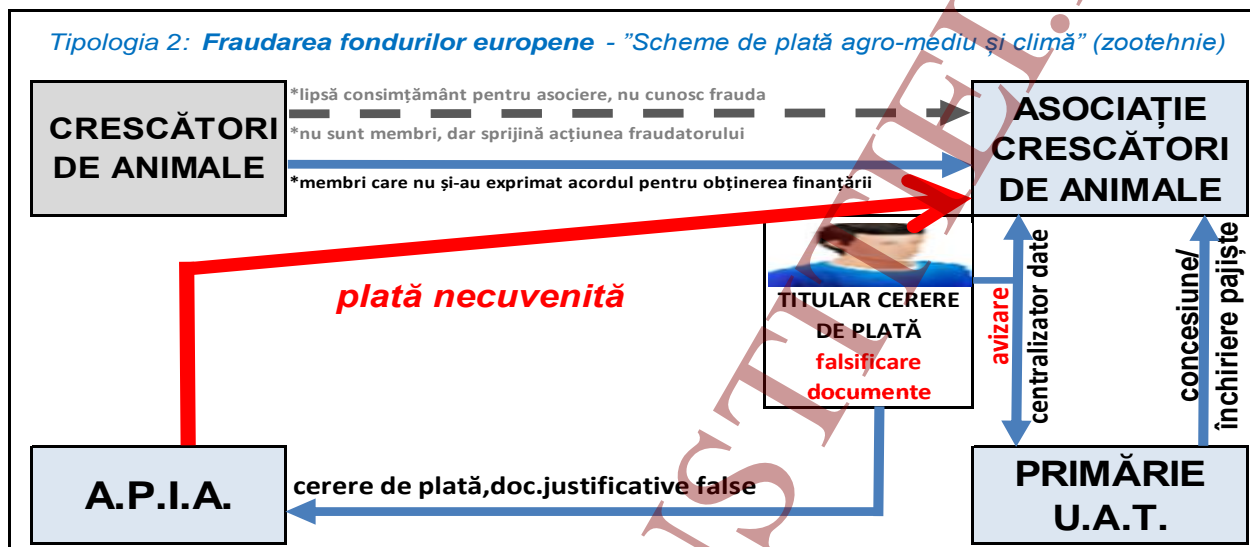 Tipologia 2: Fraudarea fondurilor europene - ”Scheme de plată agro-mediu și climă” (zootehnie)
CRESCĂTORI
DE ANIMALE
*lipsă consimțământ pentru asociere, nu cunosc frauda
*nu sunt membri, dar sprijină acțiunea fraudatorului
*membri care nu și-au exprimat acordul pentru obținerea finanțării
ASOCIAȚIE
CRESCĂTORI
DE ANIMALE
plată necuvenită
TITULAR CERERE
DE PLATĂ
falsificare
documente
avizare
centralizator date
concesiune/
închiriere pajiște
A.P.I.A.
cerere de plată,doc.justificative false
PRIMĂRIE
U.A.T.
USTITIEI.